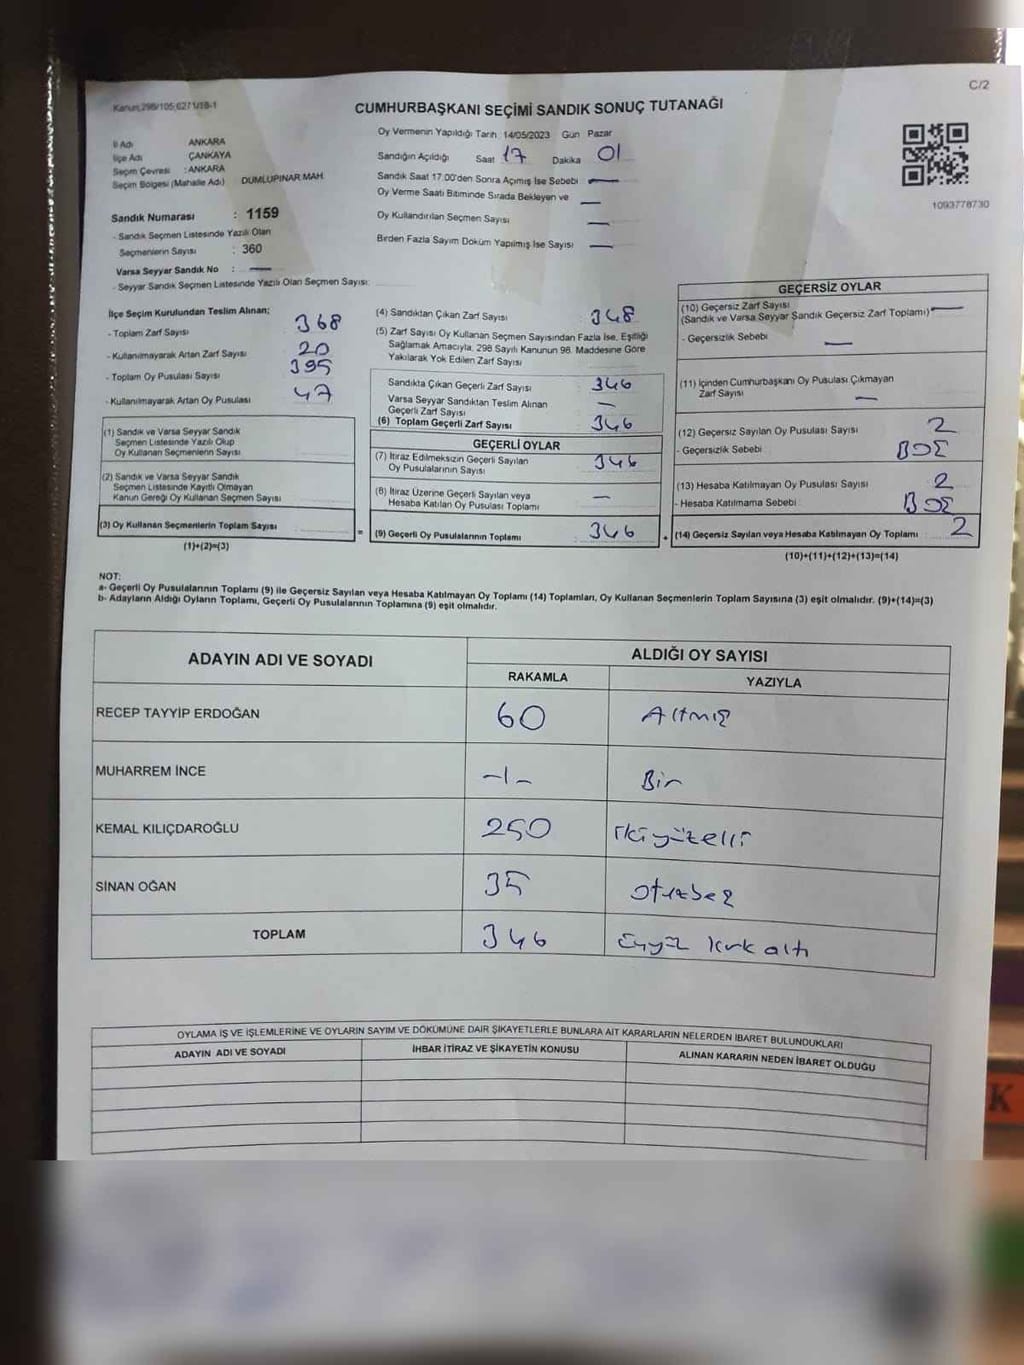 C/2
Kanun:298/105;6271/18-1
CUMHURBAŞKANI SEÇİMİ SANDIK SONUÇ TUTANAĞI
İl Adı ANKARA
İlçe Adı ÇANKAYA
Seçim Çevresi : ANKARA
Seçim Bölgesi (Mahalle Adı) DUMLUPINAR MAH.
Sandık Numarası : 1159
- Sandık Seçmen Listesinde Yazılı Olan
Seçmenlerin Sayısı : 360
Varsa Seyyar Sandık No : —
- Seyyar Sandık Seçmen Listesinde Yazılı Olan Seçmen Sayısı:
Oy Vermenin Yapıldığı Tarih 14/05/2023 Gün Pazar
Sandığın Açıldığı Saat 17 Dakika 01
Sandık Saat 17:00'den Sonra Açımış İse Sebebi —
Oy Verme Saati Bitiminde Sırada Bekleyen ve —
Oy Kullandırılan Seçmen Sayısı —
Birden Fazla Sayım Döküm Yapılmış İse Sayısı —
1093778730
İlçe Seçim Kurulundan Teslim Alınan;
- Toplam Zarf Sayısı 368
- Kullanılmayarak Artan Zarf Sayısı 20
- Toplam Oy Pusulası Sayısı 395
- Kullanılmayarak Artan Oy Pusulası 47
(1) Sandık ve Varsa Seyyar Sandık
Seçmen Listesinde Yazılı Olup
Oy Kullanan Seçmenlerin Sayısı
(2) Sandık ve Varsa Seyyar Sandık
Seçmen Listesinde Kayıtlı Olmayan
Kanun Gereği Oy Kullanan Seçmen Sayısı
(3) Oy Kullanan Seçmenlerin Toplam Sayısı =
(1)+(2)=(3)
(4) Sandıktan Çıkan Zarf Sayısı 348
(5) Zarf Sayısı Oy Kullanan Seçmen Sayısından Fazla İse, Eşitliği
Sağlamak Amacıyla, 298 Sayılı Kanunun 98. Maddesine Göre
Yakılarak Yok Edilen Zarf Sayısı
Sandıkta Çıkan Geçerli Zarf Sayısı 346
Varsa Seyyar Sandıktan Teslim Alınan
Geçerli Zarf Sayısı —
(6) Toplam Geçerli Zarf Sayısı 346
GEÇERLİ OYLAR
(7) İtiraz Edilmeksizin Geçerli Sayılan
Oy Pusulalarının Sayısı 346
(8) İtiraz Üzerine Geçerli Sayılan veya
Hesaba Katılan Oy Pusulası Toplamı —
(9) Geçerli Oy Pusulalarının Toplamı 346 +
GEÇERSİZ OYLAR
(10) Geçersiz Zarf Sayısı
(Sandık ve Varsa Seyyar Sandık Geçersiz Zarf Toplamı) —
- Geçersizlik Sebebi —
(11) İçinden Cumhurbaşkanı Oy Pusulası Çıkmayan
Zarf Sayısı —
(12) Geçersiz Sayılan Oy Pusulası Sayısı 2
- Geçersizlik Sebebi BOŞ
(13) Hesaba Katılmayan Oy Pusulası Sayısı 2
- Hesaba Katılmama Sebebi BOŞ
(14) Geçersiz Sayılan veya Hesaba Katılmayan Oy Toplamı 2
(10)+(11)+(12)+(13)=(14)
NOT:
a- Geçerli Oy Pusulalarının Toplamı (9) ile Geçersiz Sayılan veya Hesaba Katılmayan Oy Toplamı (14) Toplamları, Oy Kullanan Seçmenlerin Toplam Sayısına (3) eşit olmalıdır. (9)+(14)=(3)
b- Adayların Aldığı Oyların Toplamı, Geçerli Oy Pusulalarının Toplamına (9) eşit olmalıdır.
ADAYIN ADI VE SOYADI ALDIĞI OY SAYISI
RAKAMLA YAZIYLA
RECEP TAYYİP ERDOĞAN 60 Altmış
MUHARREM İNCE -1- Bir
KEMAL KILIÇDAROĞLU 250 İkiyüzelli
SİNAN OĞAN 35 otuzbeş
TOPLAM 346 Üçyüz kırk altı
OYLAMA İŞ VE İŞLEMLERİNE VE OYLARIN SAYIM VE DÖKÜMÜNE DAİR ŞİKAYETLERLE BUNLARA AİT KARARLARIN NELERDEN İBARET BULUNDUKLARI
ADAYIN ADI VE SOYADI İHBAR İTİRAZ VE ŞİKAYETİN KONUSU ALINAN KARARIN NEDEN İBARET OLDUĞU
K